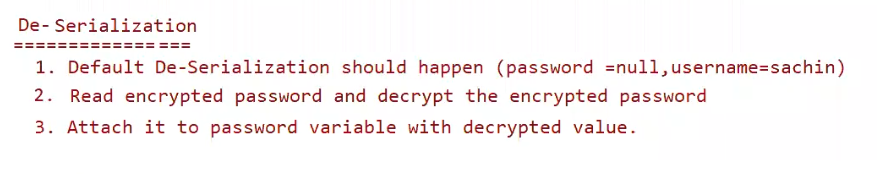 De-Serialization
================
1. Default De-Serialization should happen (password =null,username=sachin)
2. Read encrypted password and decrypt the encrypted password
3. Attach it to password variable with decrypted value.